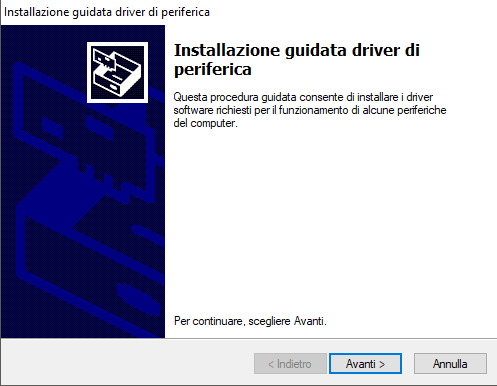 Installazione guidata driver di periferica
Installazione guidata driver di
periferica
Questa procedura guidata consente di installare i driver
software richiesti per il funzionamento di alcune periferiche
del computer.
Per continuare, scegliere Avanti.
< Indietro
Avanti >
Annulla